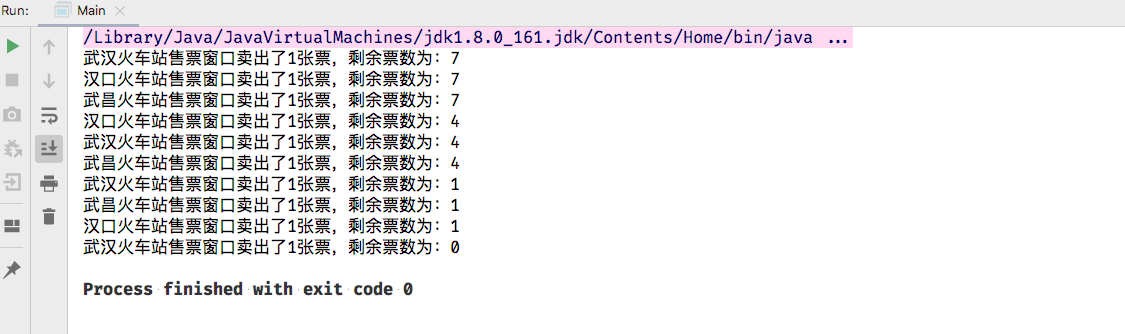 Run: Main
/Library/Java/JavaVirtualMachines/jdk1.8.0_161.jdk/Contents/Home/bin/java ...
武汉火车站售票窗口卖出了1张票，剩余票数为：7
汉口火车站售票窗口卖出了1张票，剩余票数为：7
武昌火车站售票窗口卖出了1张票，剩余票数为：7
汉口火车站售票窗口卖出了1张票，剩余票数为：4
武汉火车站售票窗口卖出了1张票，剩余票数为：4
武昌火车站售票窗口卖出了1张票，剩余票数为：4
武汉火车站售票窗口卖出了1张票，剩余票数为：1
武昌火车站售票窗口卖出了1张票，剩余票数为：1
汉口火车站售票窗口卖出了1张票，剩余票数为：1
武汉火车站售票窗口卖出了1张票，剩余票数为：0
Process finished with exit code 0